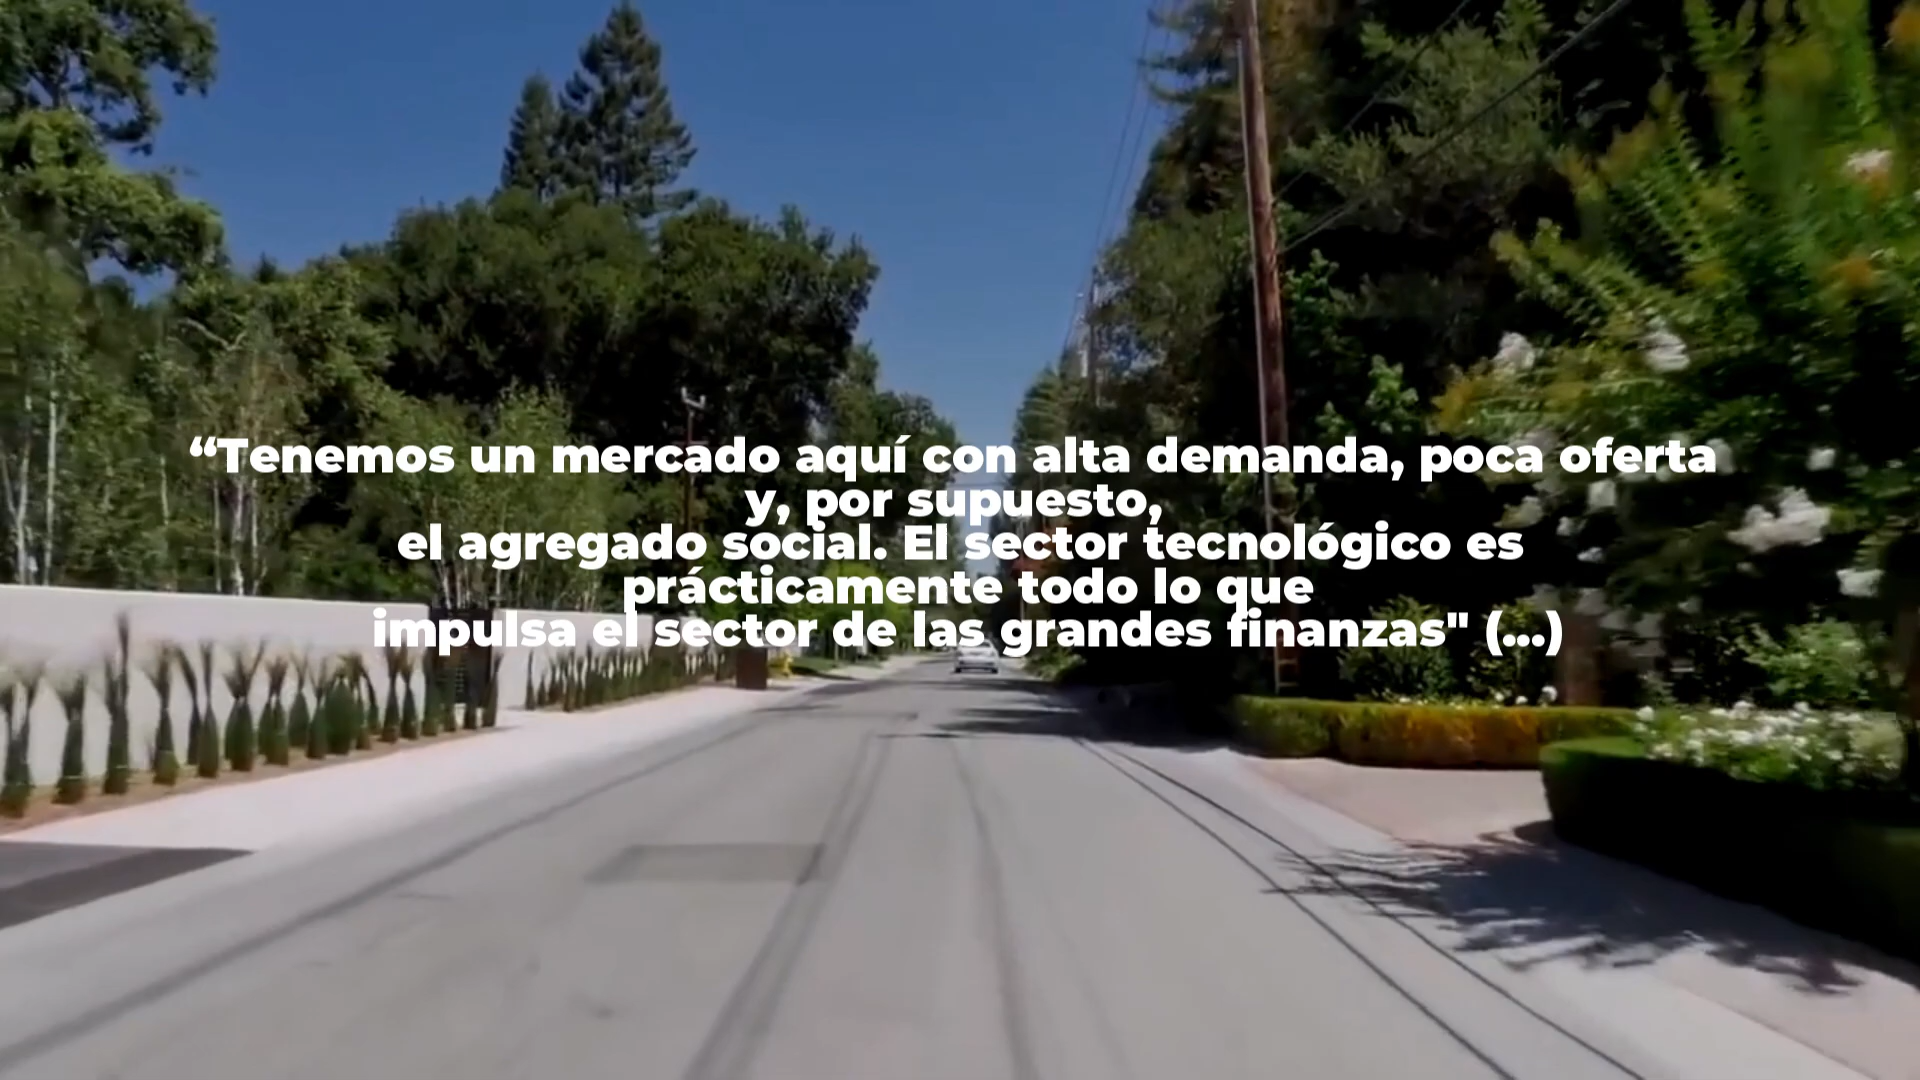 “Tenemos un mercado aquí con alta demanda, poca oferta
y, por supuesto,
el agregado social. El sector tecnológico es
prácticamente todo lo que
impulsa el sector de las grandes finanzas" (...)